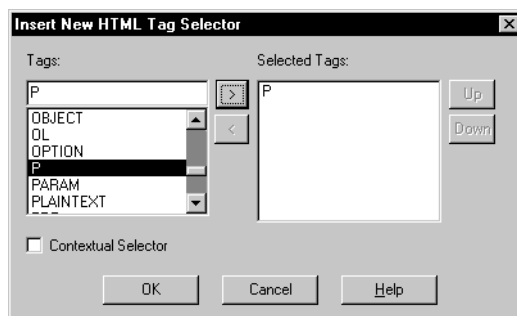 Insert New HTML Tag Selector
Tags:
Selected Tags:
P
>
P
Up
OBJECT
<
Down
OL
OPTION
P
PARAM
PLAINTEXT
Contextual Selector
OK
Cancel
Help